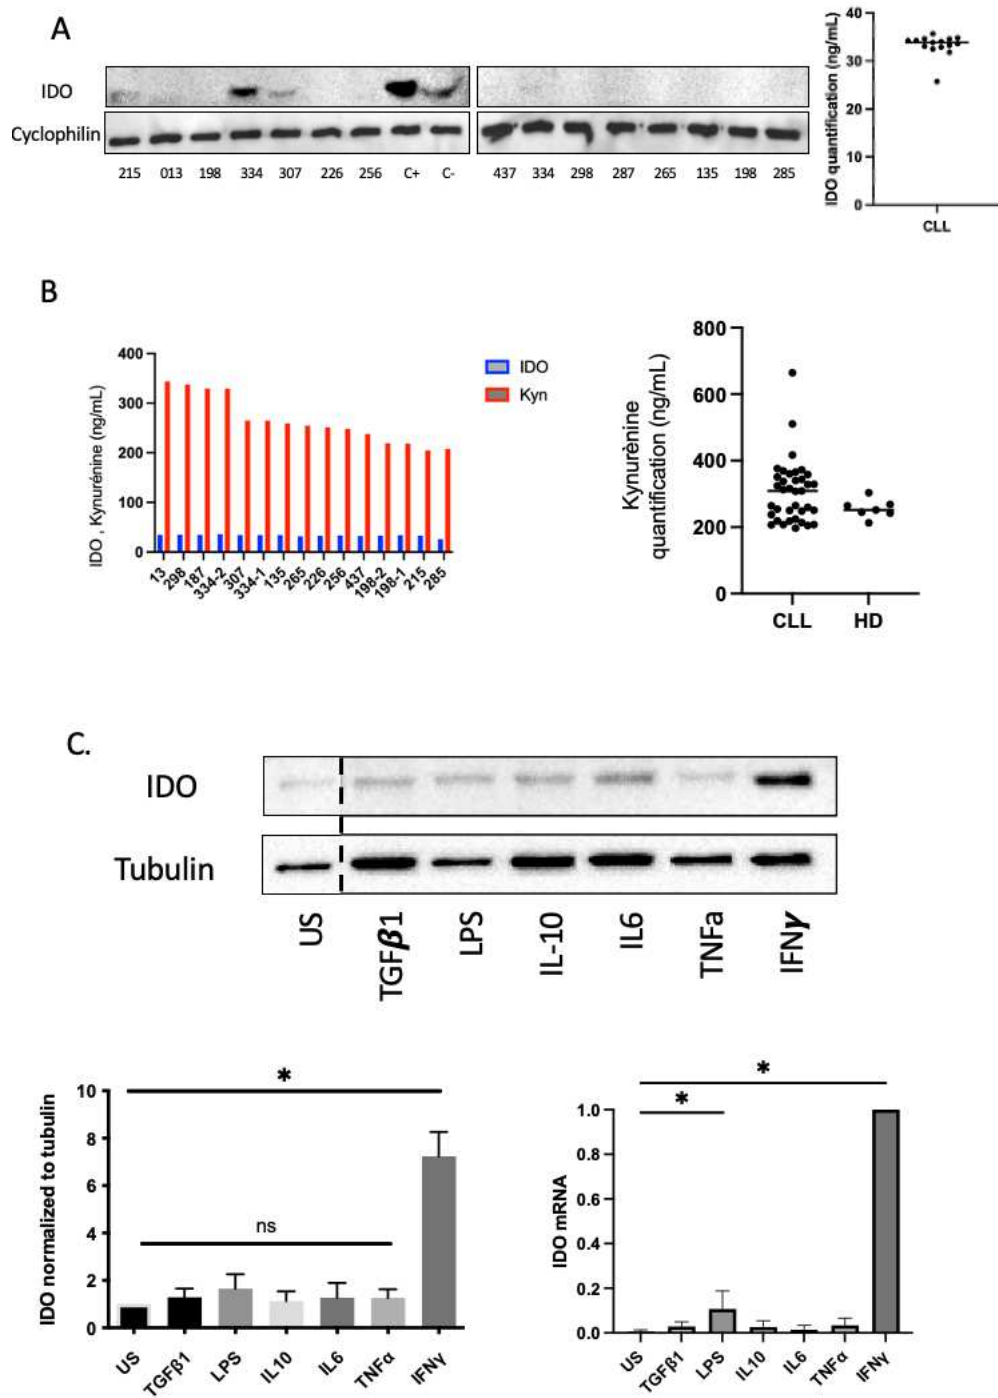 A
IDO
Cyclophilin
215 013 198 334 307 226 256 C+ C-
437 334 298 287 265 135 198 285
IDO quantification (ng/mL)
40
30
20
10
0
CLL
B
IDO , Kynurénine (ng/mL)
400
300
200
100
0
13 298 187 334-2 307 334-1 135 265 226 256 437 198-2 198-1 215 285
IDO
Kyn
Kynurènine
quantification (ng/mL)
800
600
400
200
0
CLL HD
C.
IDO
Tubulin
US TGFβ1 LPS IL-10 IL6 TNFa IFNγ
IDO normalized to tubulin
10
8
6
4
2
0
*
ns
US TGFβ1 LPS IL10 IL6 TNFα IFNγ
IDO mRNA
1.0
0.8
0.6
0.4
0.2
0.0
*
*
US TGFβ1 LPS IL10 IL6 TNFα IFNγ